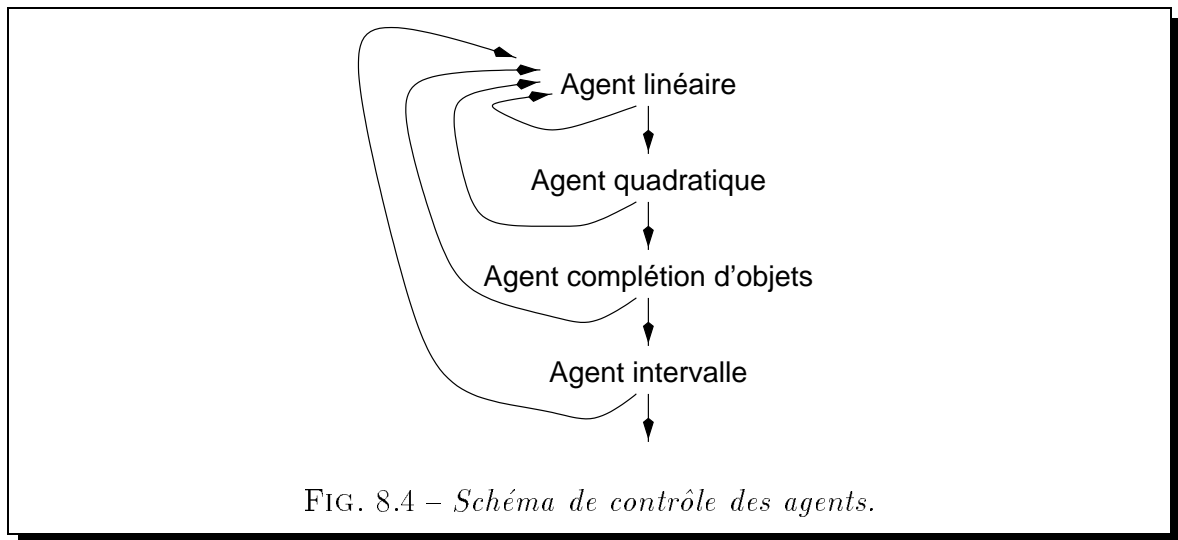 Agent linéaire
Agent quadratique
Agent complétion d'objets
Agent intervalle
FIG. 8.4 – Schéma de contrôle des agents.